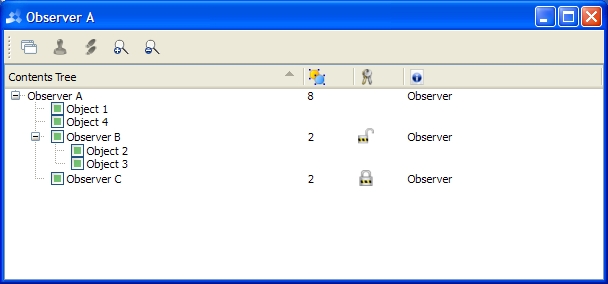 Observer A
Contents Tree
Observer A 8 Observer
Object 1
Object 4
Observer B 2 Observer
Object 2
Object 3
Observer C 2 Observer